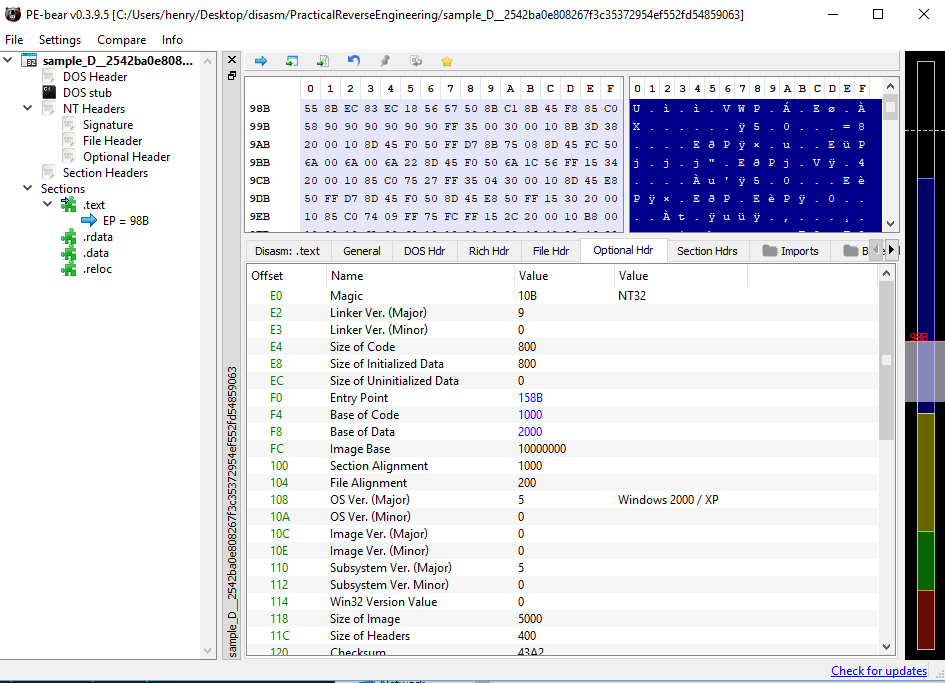 PE-bear v0.3.9.5 [C:/Users/henry/Desktop/disasm/PracticalReverseEngineering/sample_D__2542ba0e808267f3c35372954ef552fd54859063]
File Settings Compare Info
sample_D__2542ba0e808...
DOS Header
DOS stub
NT Headers
Signature
File Header
Optional Header
Section Headers
Sections
.text
EP = 98B
.rdata
.data
.reloc
sample_D__2542ba0e808267f3c35372954ef552fd54859063
0 1 2 3 4 5 6 7 8 9 A B C D E F
98B 55 8B EC 83 EC 18 56 57 50 8B C1 8B 45 F8 85 C0
99B 58 90 90 90 90 90 FF 35 00 30 00 10 8B 3D 38
9AB 20 00 10 8D 45 F0 50 FF D7 8B 75 08 8D 45 FC 50
9BB 6A 00 6A 00 6A 22 8D 45 F0 50 6A 1C 56 FF 15 34
9CB 20 00 10 85 C0 75 27 FF 35 04 30 00 10 8D 45 E8
9DB 50 FF D7 8D 45 F0 50 8D 45 E8 50 FF 15 30 20 00
9EB 10 85 C0 74 09 FF 75 FC FF 15 2C 20 00 10 B8 00
0 1 2 3 4 5 6 7 8 9 A B C D E F
U . ì . ì . V W P . Á . E ø . À
X . . . . . . ÿ 5 . 0 . . . = 8
. . . . E ð P ÿ × . u . . E ü P
j . j . j " . E ð P j . V ÿ . 4
. . . . À u ' ÿ 5 . 0 . . . E è
P ÿ × . E ð P . E è P ÿ . 0 .
. . À t . ÿ u ü ÿ . , . . . ¸ .
Disasm: .text General DOS Hdr Rich Hdr File Hdr Optional Hdr Section Hdrs Imports
Offset Name Value Value
E0 Magic 10B NT32
E2 Linker Ver. (Major) 9
E3 Linker Ver. (Minor) 0
E4 Size of Code 800
E8 Size of Initialized Data 800
EC Size of Uninitialized Data 0
F0 Entry Point 158B
F4 Base of Code 1000
F8 Base of Data 2000
FC Image Base 10000000
100 Section Alignment 1000
104 File Alignment 200
108 OS Ver. (Major) 5 Windows 2000 / XP
10A OS Ver. (Minor) 0
10C Image Ver. (Major) 0
10E Image Ver. (Minor) 0
110 Subsystem Ver. (Major) 5
112 Subsystem Ver. Minor) 0
114 Win32 Version Value 0
118 Size of Image 5000
11C Size of Headers 400
120 Checksum 43A2
98B
Check for updates